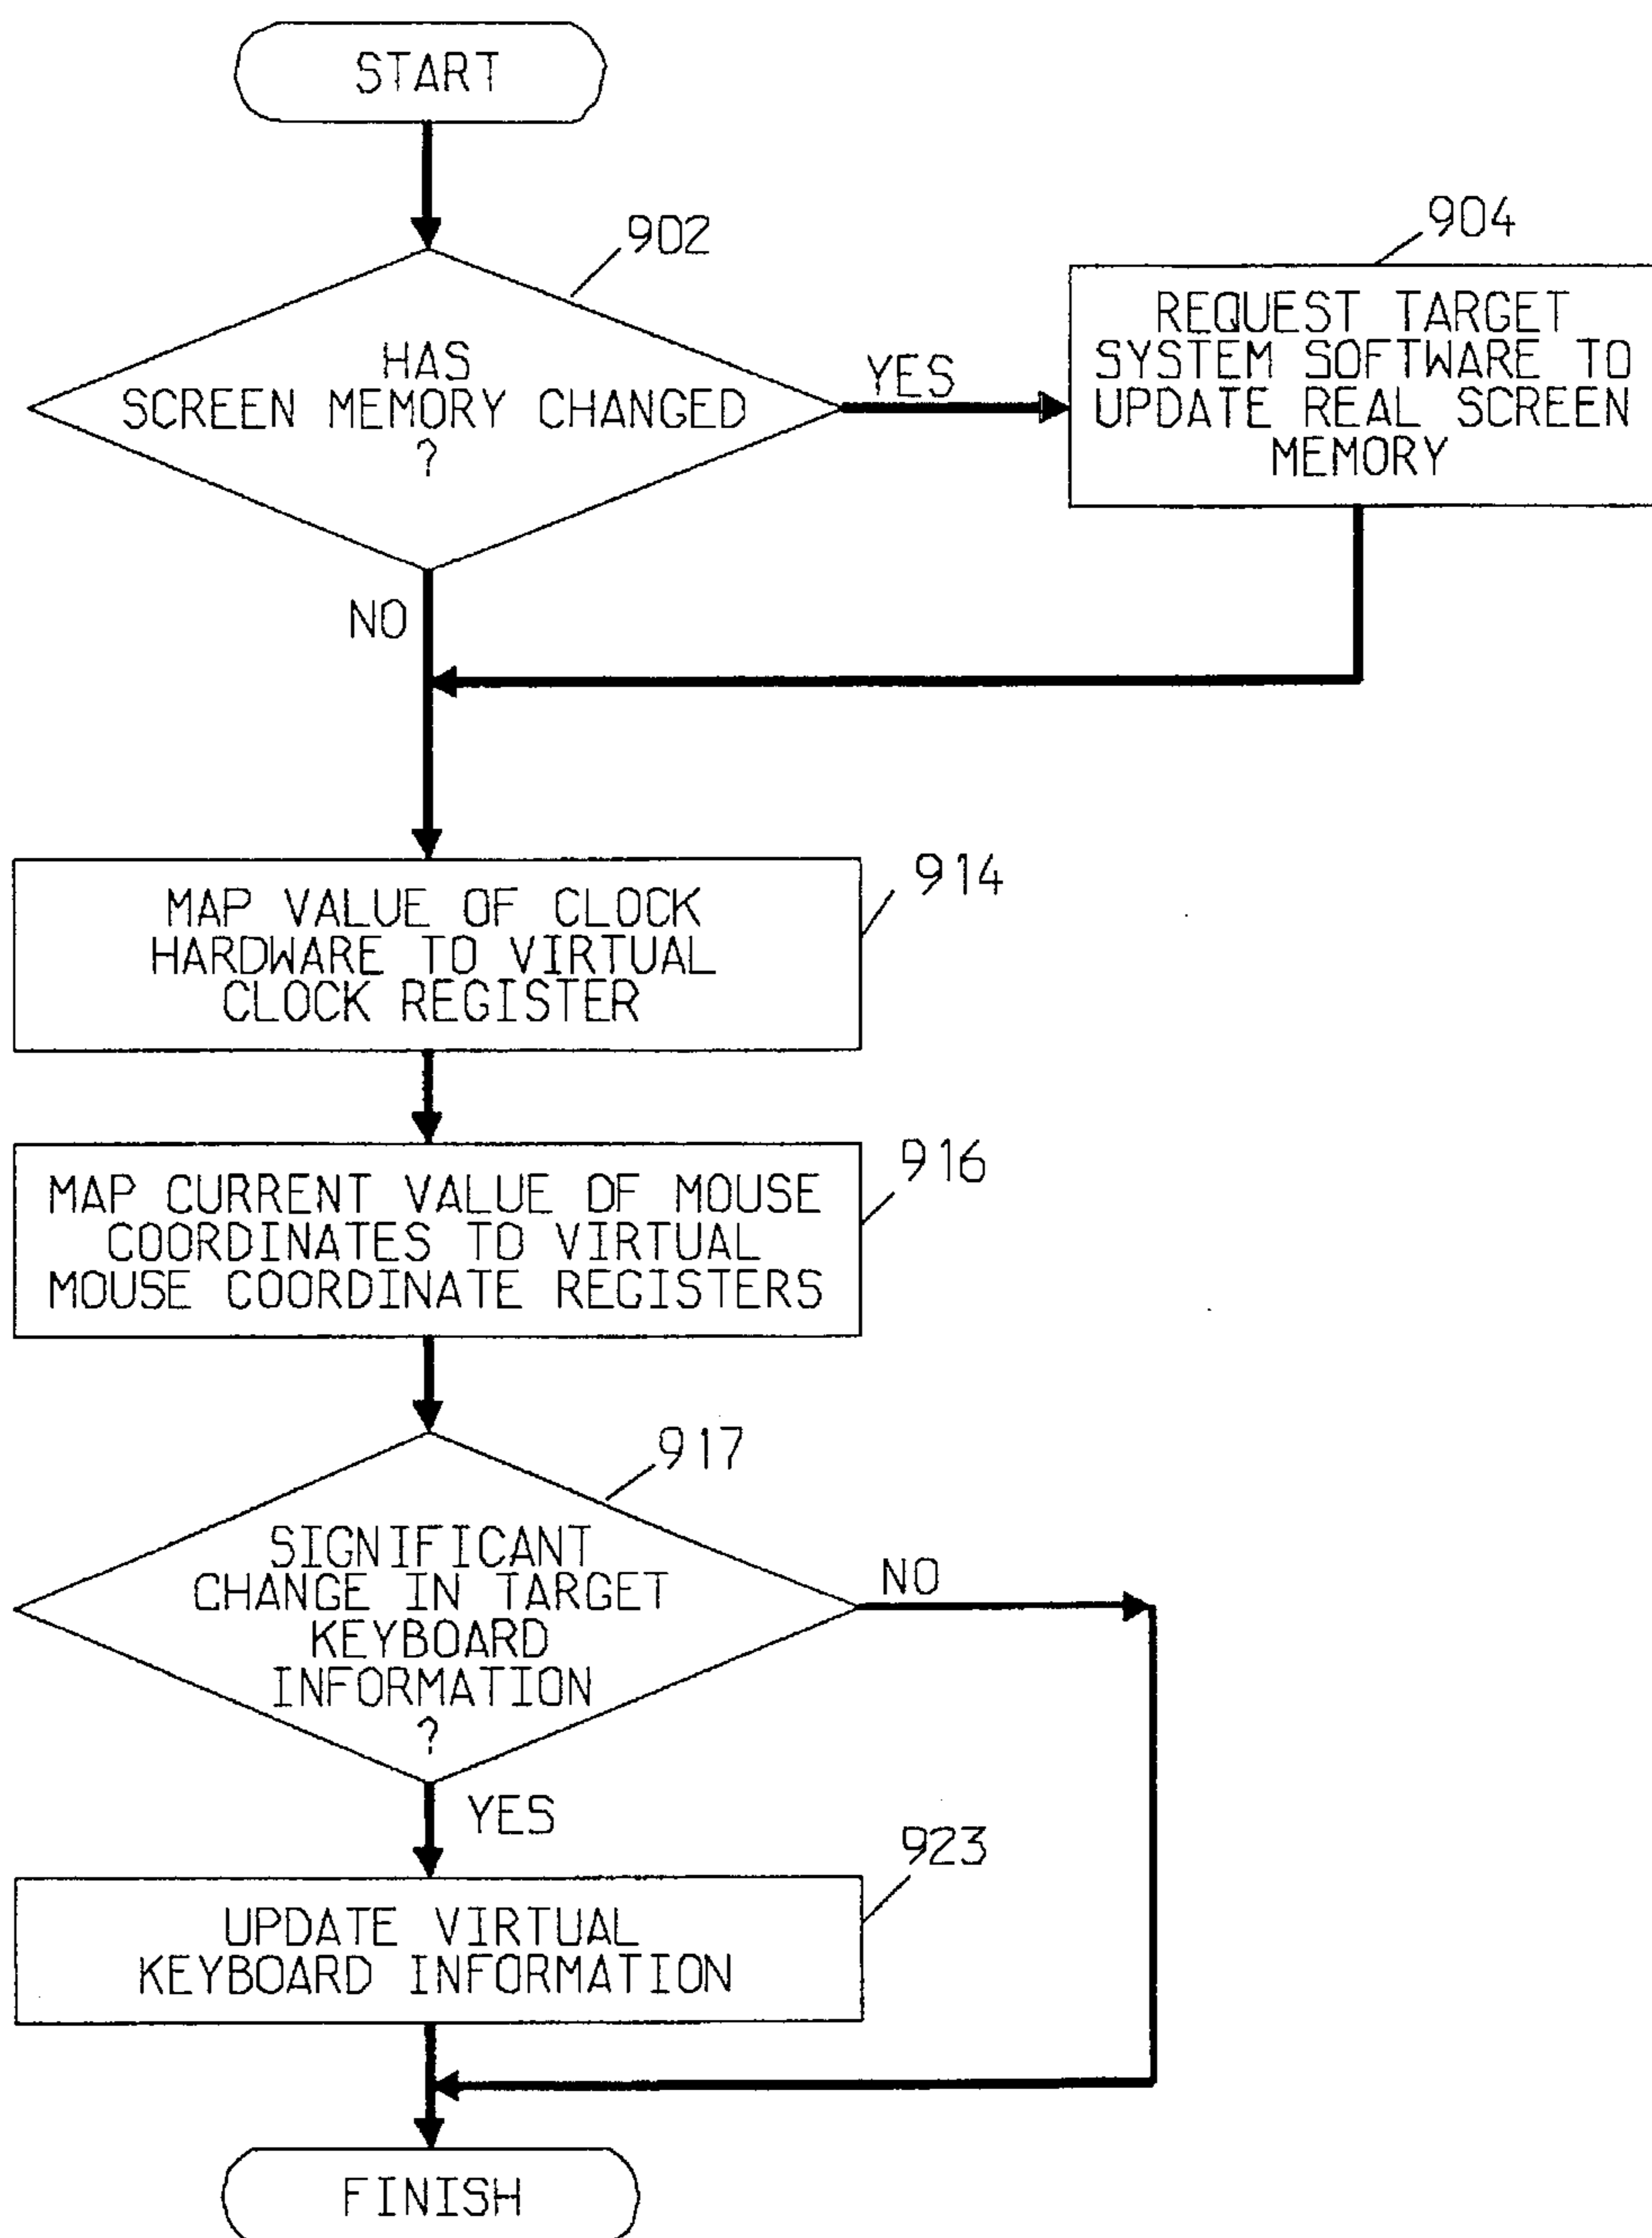 START
902
HAS
SCREEN MEMORY CHANGED
?
YES
904
REQUEST TARGET
SYSTEM SOFTWARE TO
UPDATE REAL SCREEN
MEMORY
NO
914
MAP VALUE OF CLOCK
HARDWARE TO VIRTUAL
CLOCK REGISTER
916
MAP CURRENT VALUE OF MOUSE
COORDINATES TO VIRTUAL
MOUSE COORDINATE REGISTERS
917
SIGNIFICANT
CHANGE IN TARGET
KEYBOARD
INFORMATION
?
NO
YES
923
UPDATE VIRTUAL
KEYBOARD INFORMATION
FINISH